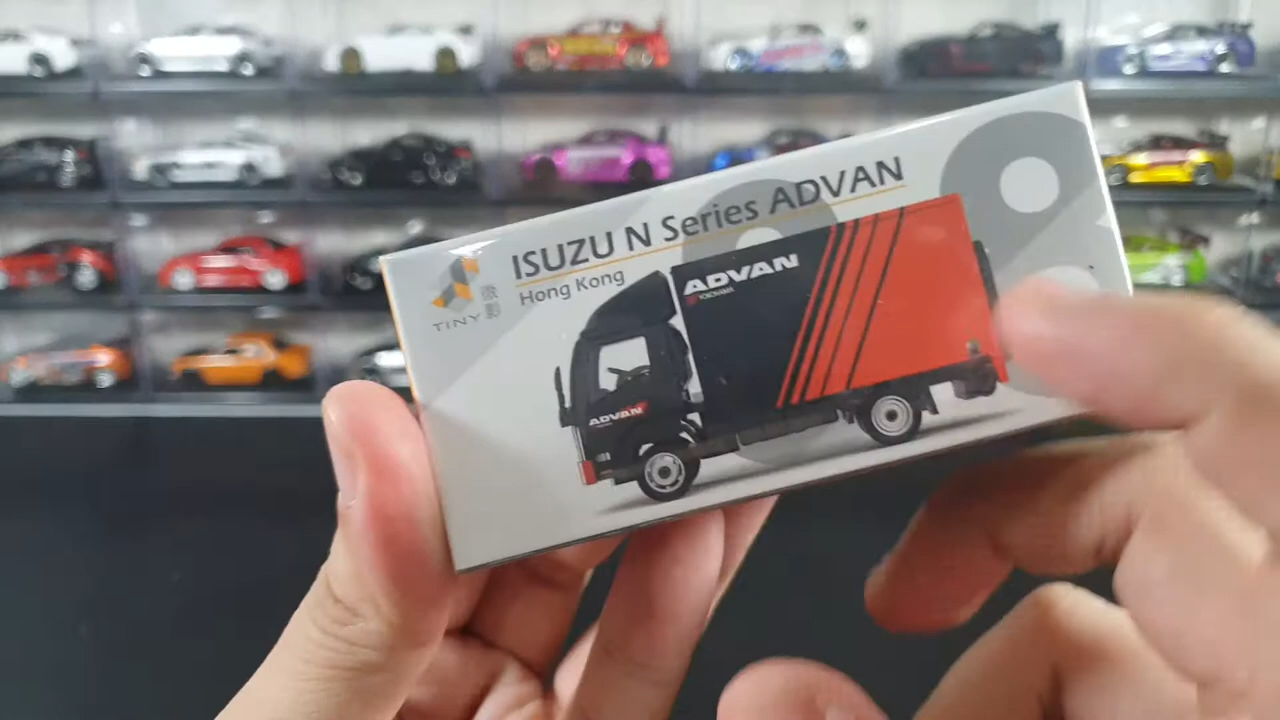 ISUZU N Series ADVAN
Hong Kong
TINY 微影
ADVAN
YOKOHAMA
ADVAN